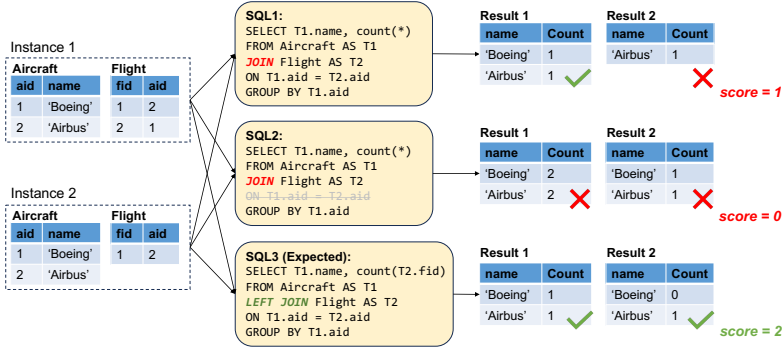 Instance 1
Aircraft Flight
aid name fid aid
1 ‘Boeing’ 1 2
2 ‘Airbus’ 2 1
Instance 2
Aircraft Flight
aid name fid aid
1 ‘Boeing’ 1 2
2 ‘Airbus’
SQL1:
SELECT T1.name, count(*)
FROM Aircraft AS T1
JOIN Flight AS T2
ON T1.aid = T2.aid
GROUP BY T1.aid
Result 1 Result 2
name Count name Count
‘Boeing’ 1 ‘Airbus’ 1
‘Airbus’ 1
score = 1
SQL2:
SELECT T1.name, count(*)
FROM Aircraft AS T1
JOIN Flight AS T2
ON T1.aid = T2.aid
GROUP BY T1.aid
Result 1 Result 2
name Count name Count
‘Boeing’ 2 ‘Boeing’ 1
‘Airbus’ 2 ‘Airbus’ 1
score = 0
SQL3 (Expected):
SELECT T1.name, count(T2.fid)
FROM Aircraft AS T1
LEFT JOIN Flight AS T2
ON T1.aid = T2.aid
GROUP BY T1.aid
Result 1 Result 2
name Count name Count
‘Boeing’ 1 ‘Boeing’ 0
‘Airbus’ 1 ‘Airbus’ 1
score = 2